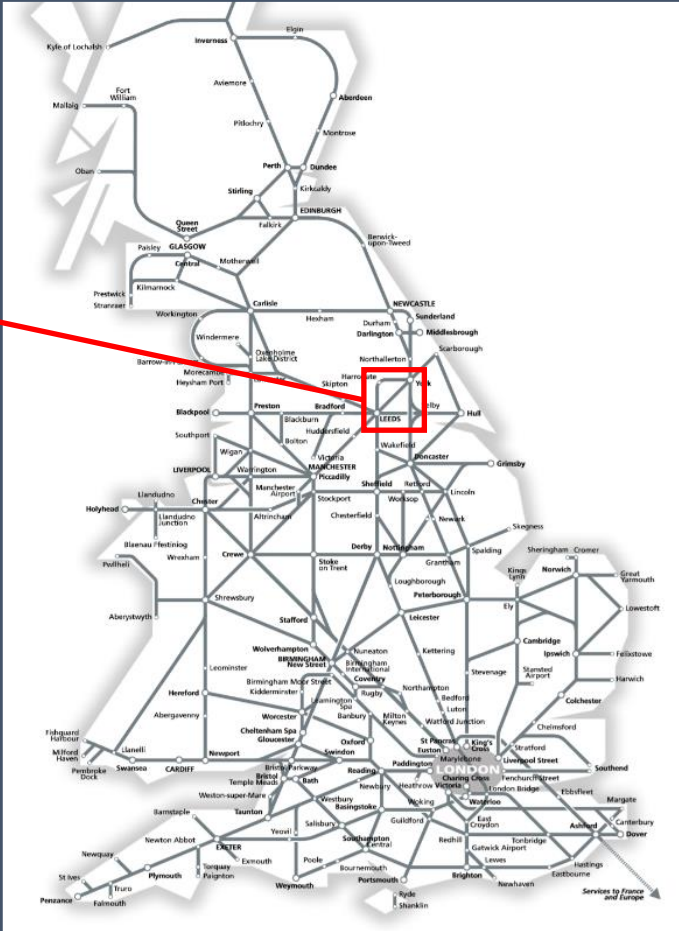 Elgin
Inverness
Kyle of Lochalsh
Aviemore
Fort
William
Mallaig
Aberdeen
Pitlochry
Montrose
Perth
Dundee
Oban
Kirkcaldy
Stirling
EDINBURGH
Queen
Street
Falkirk
Berwick-
upon-Tweed
Paisley
GLASGOW
Central
Motherwell
Kilmarnock
Prestwick
Stranraer
Carlisle
NEWCASTLE
Workington
Hexham
Durham
Sunderland
Darlington
Middlesbrough
Windermere
Oxenholme
Lake District
Northallerton
Scarborough
Morecambe
Heysham Port
Skipton
York
Blackpool
Preston
Bradford
LEEDS
Hull
Blackburn
Huddersfield
Southport
Bolton
Wakefield
Wigan
Victoria
Doncaster
MANCHESTER
Piccadilly
Grimsby
LIVERPOOL
Warrington
Sheffield
Retford
Manchester
Airport
Stockport
Worksop
Lincoln
Llandudno
Chester
Holyhead
Llandudno
Junction
Altrincham
Chesterfield
Newark
Skegness
Blaenau Ffestiniog
Wrexham
Crewe
Stoke
on Trent
Derby
Nottingham
Grantham
Spalding
Sheringham
Cromer
Pwllheli
Kings
Lynn
Norwich
Great
Yarmouth
Loughborough
Peterborough
Shrewsbury
Ely
Lowestoft
Aberystwyth
Stafford
Leicester
Cambridge
Wolverhampton
Nuneaton
Kettering
Ipswich
Felixstowe
BIRMINGHAM
New Street
Birmingham
International
Leominster
Birmingham Moor Street
Coventry
Stevenage
Stansted
Airport
Harwich
Hereford
Kidderminster
Rugby
Northampton
Leamington
Spa
Bedford
Colchester
Worcester
Banbury
Milton
Keynes
Luton
Abergavenny
Watford Junction
Chelmsford
Fishguard
Harbour
Cheltenham Spa
Gloucester
Oxford
St Pancras
King's
Cross
Stratford
Llanelli
Newport
Swindon
Euston
Marylebone
Liverpool Street
Milford
Haven
Pembroke
Dock
Swansea
CARDIFF
Bristol Parkway
Reading
Paddington
LONDON
Southend
Bristol
Temple Meads
Bath
Charing Cross
Fenchurch Street
Newbury
Heathrow
Victoria
London Bridge
Ebbsfleet
Weston-super-Mare
Westbury
Basingstoke
Woking
Waterloo
Margate
Barnstaple
Taunton
Salisbury
Guildford
East
Croydon
Canterbury
Newton Abbot
Yeovil
Southampton
Central
Redhill
Tonbridge
Ashford
Dover
EXETER
Gatwick Airport
Newquay
Exmouth
Poole
Bournemouth
Lewes
Hastings
St Ives
Plymouth
Torquay
Paignton
Weymouth
Portsmouth
Brighton
Newhaven
Eastbourne
Truro
Falmouth
Penzance
Ryde
Shanklin
Services to France
and Europe